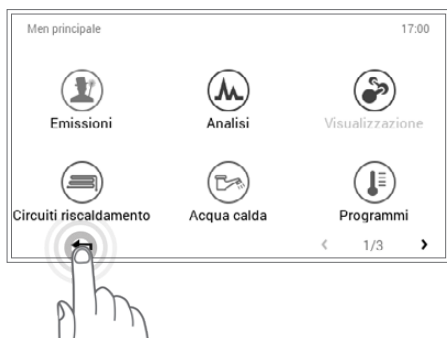 Men principale 17:00
Emissioni Analisi Visualizzazione
Circuiti riscaldamento Acqua calda Programmi
1/3